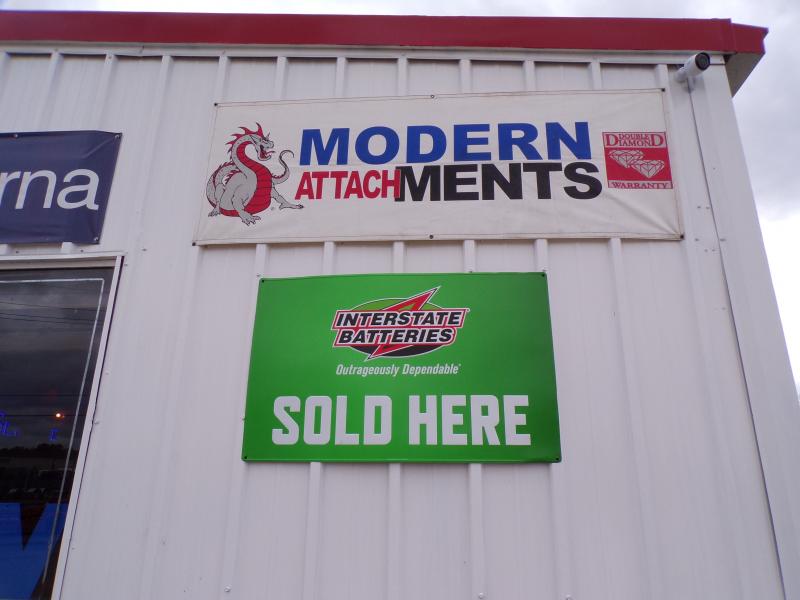 rna
MODERN
ATTACHMENTS
DOUBLE
DIAMOND
WARRANTY
INTERSTATE
BATTERIES
Outrageously Dependable
SOLD HERE